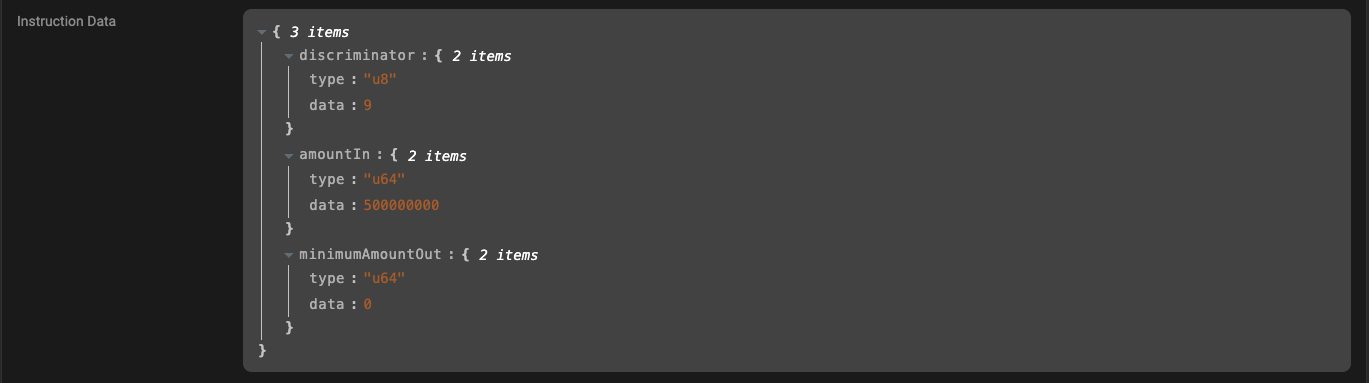 Instruction Data
{ 3 items
discriminator : { 2 items
type : "u8"
data : 9
}
amountIn : { 2 items
type : "u64"
data : 500000000
}
minimumAmountOut : { 2 items
type : "u64"
data : 0
}
}